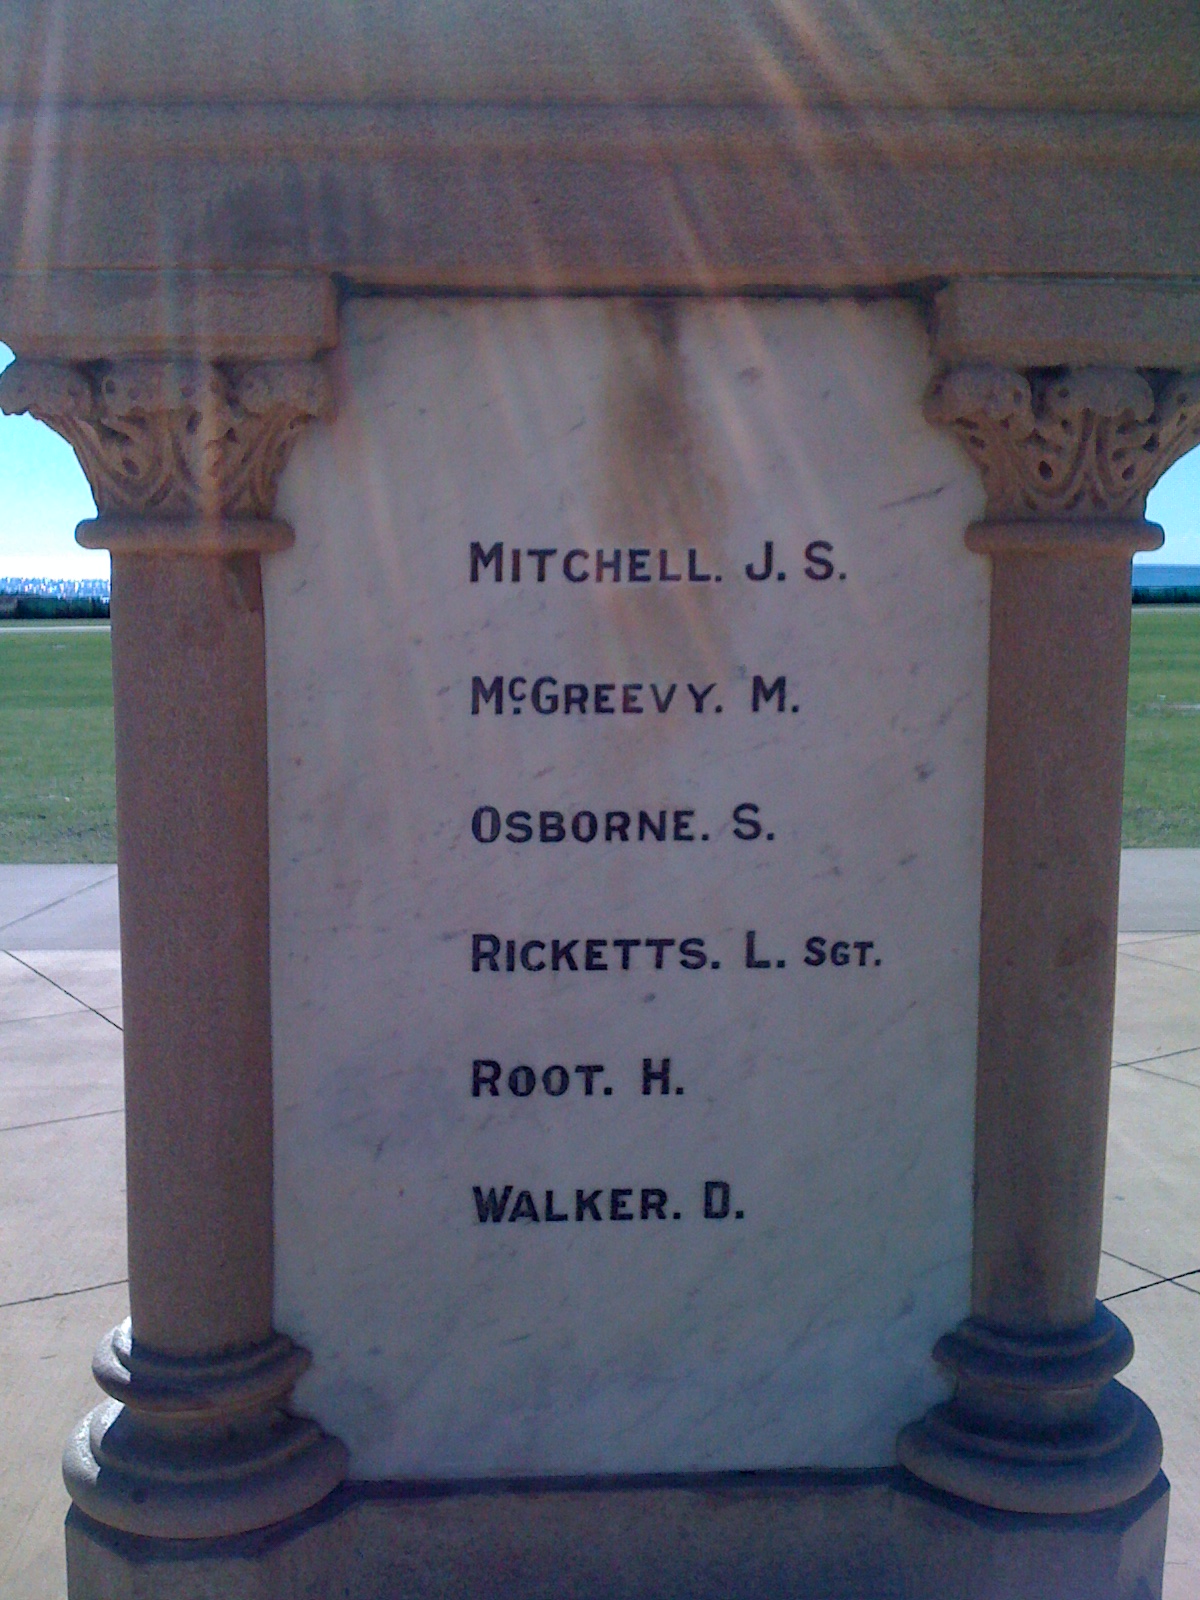 MITCHELL. J. S.
McGREEVY. M.
OSBORNE. S.
RICKETTS. L. SGT.
ROOT. H.
WALKER. D.